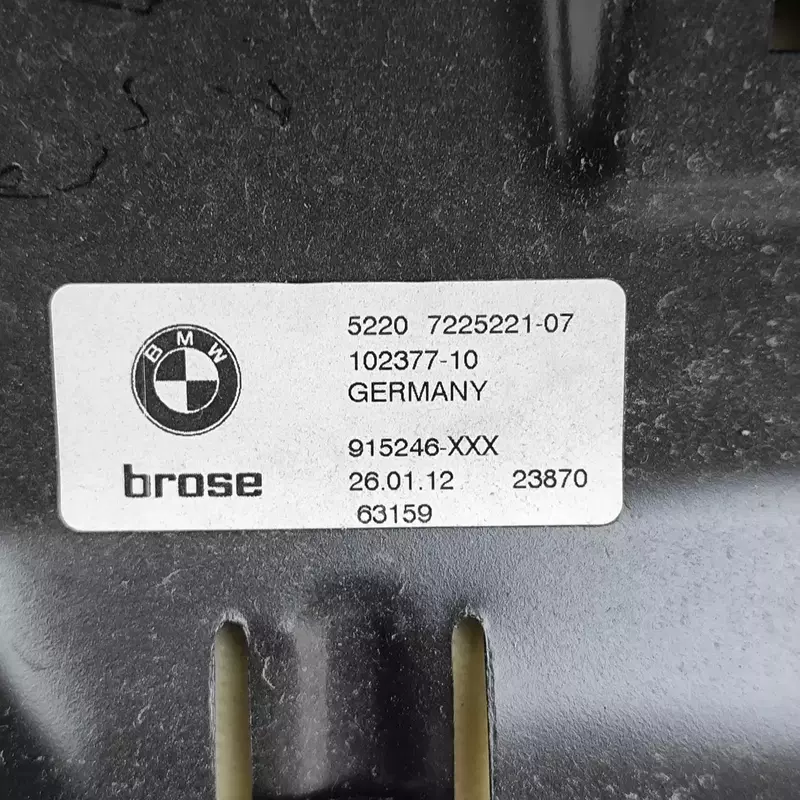 BMW
brose
5220 7225221-07
102377-10
GERMANY
915246-XXX
26.01.12 23870
63159